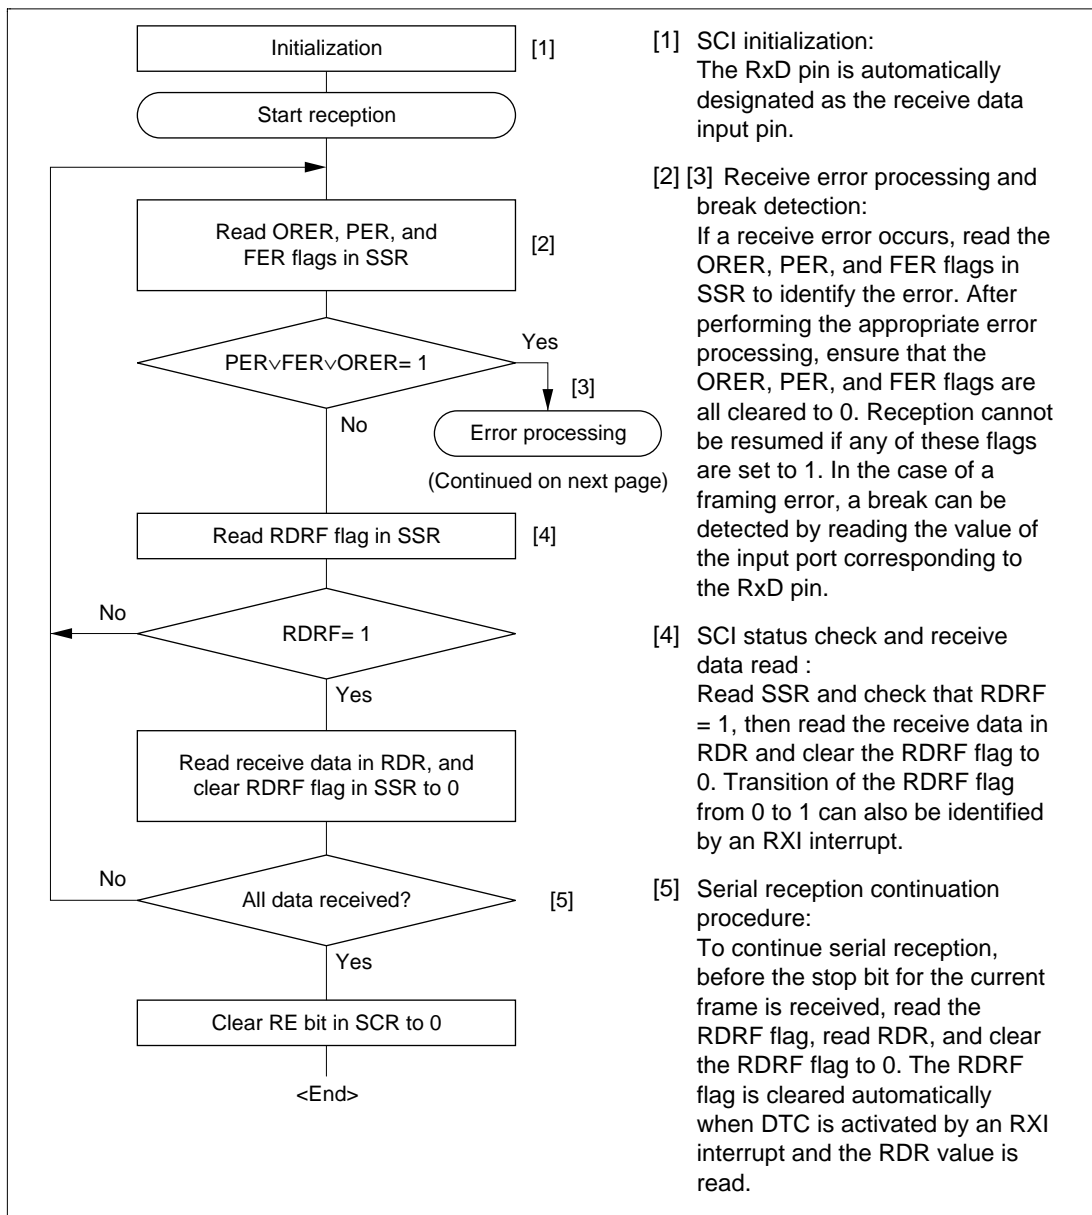 Initialization
[1]
Start reception
Read ORER, PER, and
FER flags in SSR
[2]
PER∨FER∨ORER= 1
Yes
[3]
No
Error processing
(Continued on next page)
Read RDRF flag in SSR
[4]
No
RDRF= 1
Yes
Read receive data in RDR, and
clear RDRF flag in SSR to 0
No
All data received?
[5]
Yes
Clear RE bit in SCR to 0
<End>
[1] SCI initialization:
The RxD pin is automatically
designated as the receive data
input pin.
[2] [3] Receive error processing and
break detection:
If a receive error occurs, read the
ORER, PER, and FER flags in
SSR to identify the error. After
performing the appropriate error
processing, ensure that the
ORER, PER, and FER flags are
all cleared to 0. Reception cannot
be resumed if any of these flags
are set to 1. In the case of a
framing error, a break can be
detected by reading the value of
the input port corresponding to
the RxD pin.
[4] SCI status check and receive
data read :
Read SSR and check that RDRF
= 1, then read the receive data in
RDR and clear the RDRF flag to
0. Transition of the RDRF flag
from 0 to 1 can also be identified
by an RXI interrupt.
[5] Serial reception continuation
procedure:
To continue serial reception,
before the stop bit for the current
frame is received, read the
RDRF flag, read RDR, and clear
the RDRF flag to 0. The RDRF
flag is cleared automatically
when DTC is activated by an RXI
interrupt and the RDR value is
read.